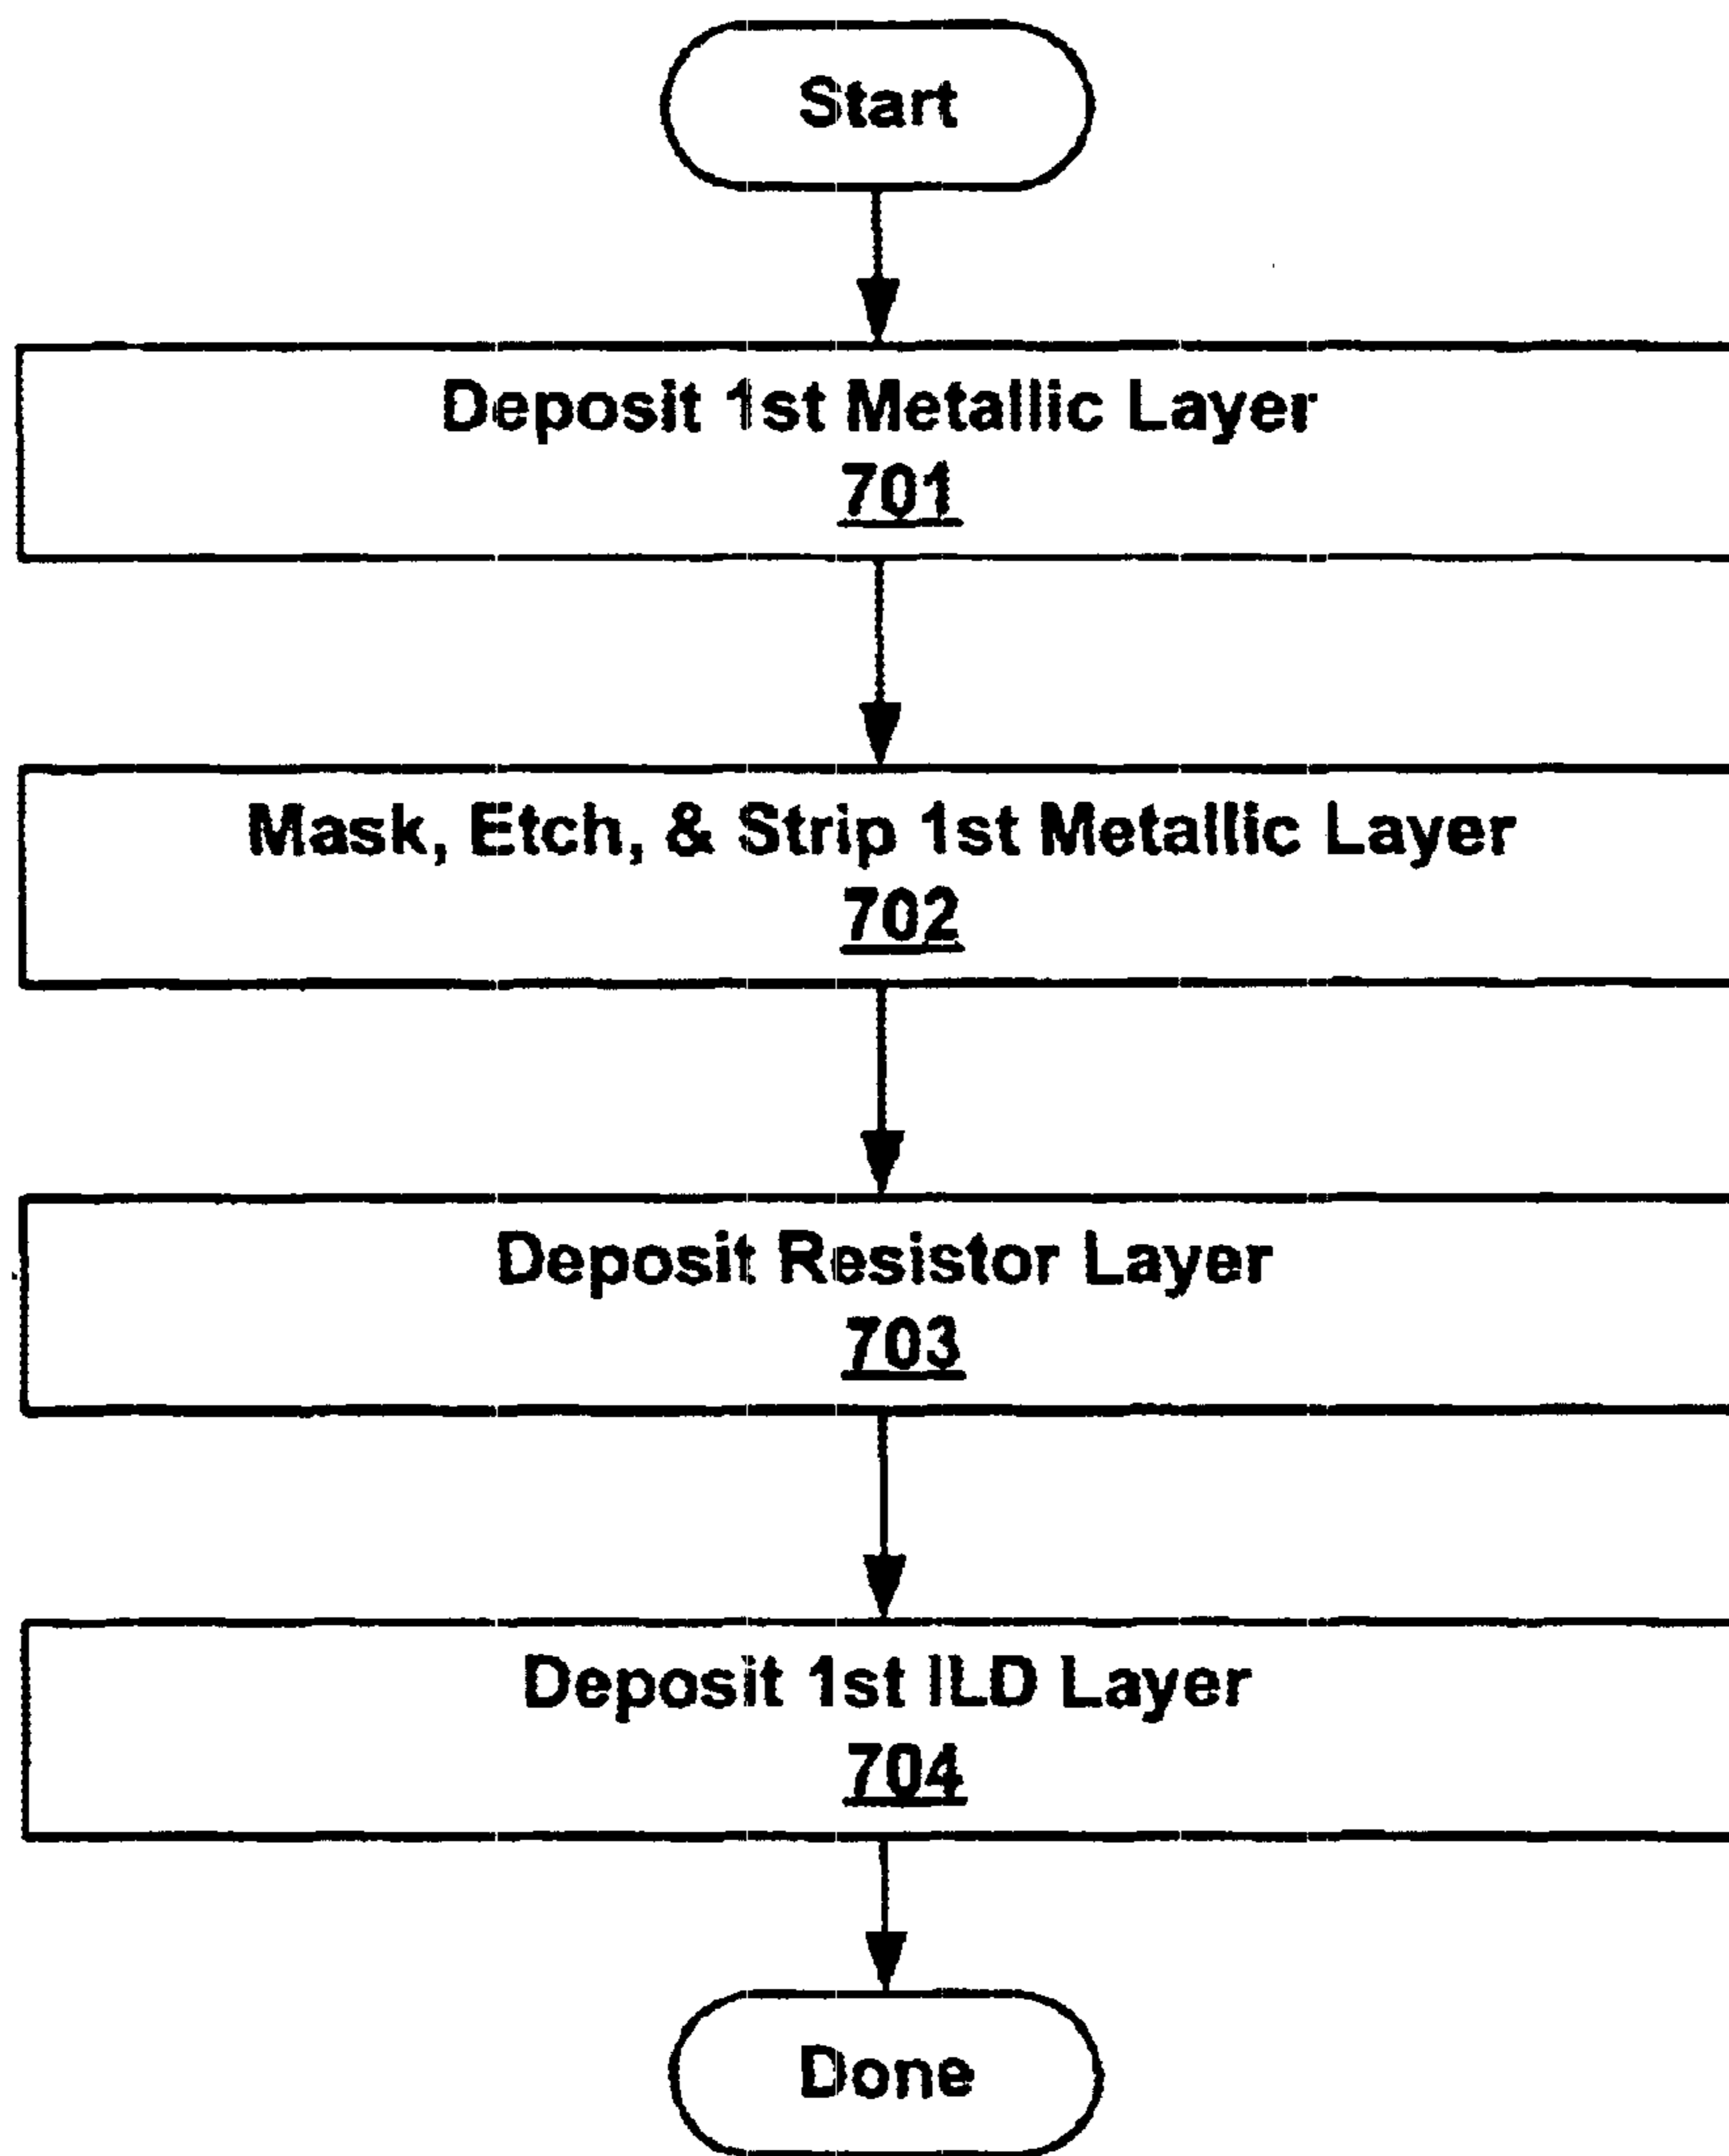 Start
Deposit 1st Metallic Layer
701
Mask, Etch, & Strip 1st Metallic Layer
702
Deposit Resistor Layer
703
Deposit 1st ILD Layer
704
Done